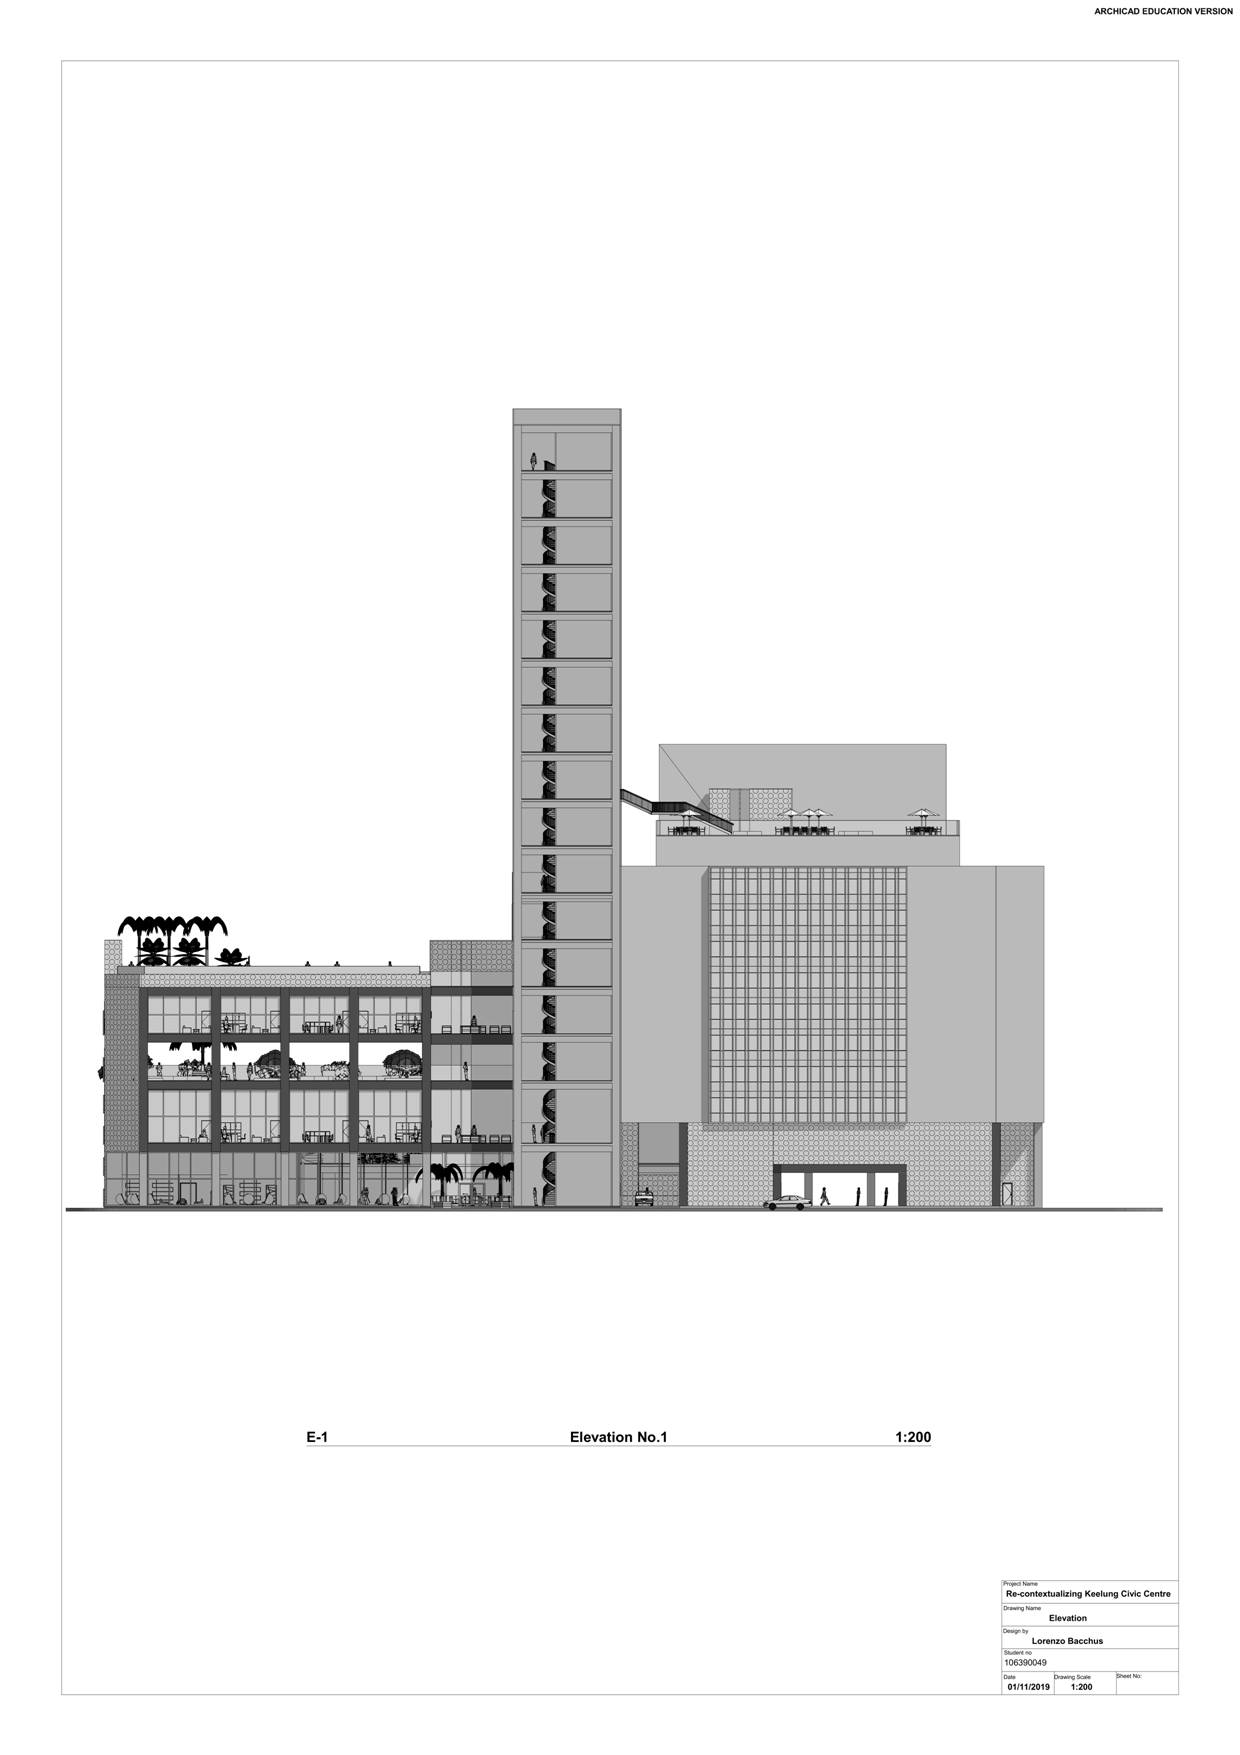 ARCHICAD EDUCATION VERSION
E-1 Elevation No.1 1:200
Project Name
Re-contextualizing Keelung Civic Centre
Drawing Name
Elevation
Design by
Lorenzo Bacchus
Student no
106390049
Date Drawing Scale Sheet No:
01/11/2019 1:200